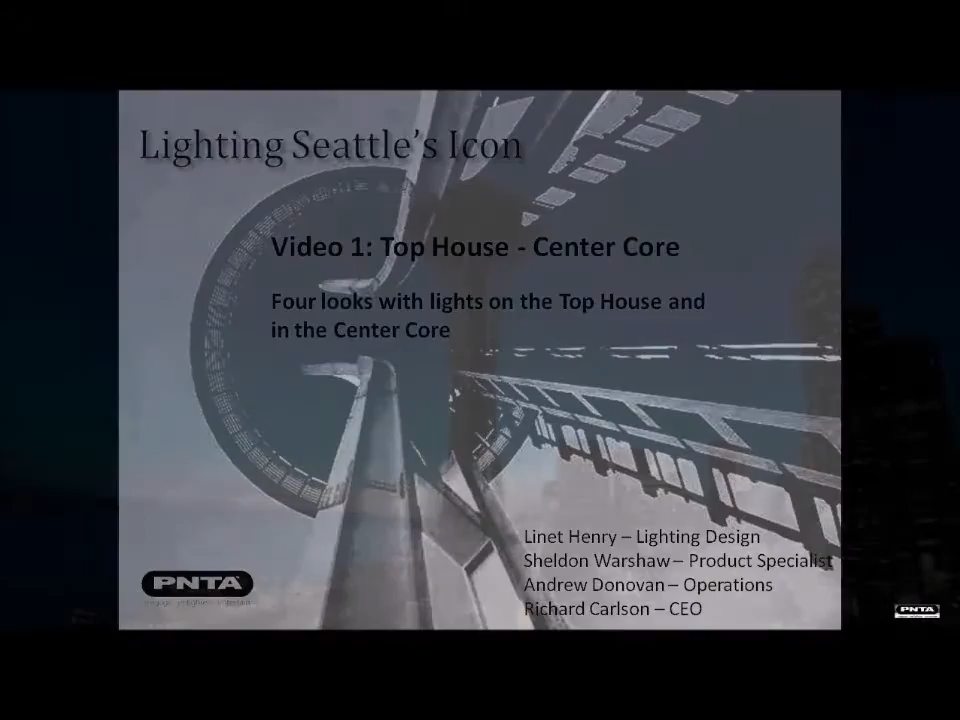 Lighting Seattle's Icon
Video 1: Top House - Center Core
Four looks with lights on the Top House and
in the Center Core
Linet Henry – Lighting Design
Sheldon Warshaw – Product Specialist
Andrew Donovan – Operations
Richard Carlson – CEO
PNTA
PNTA